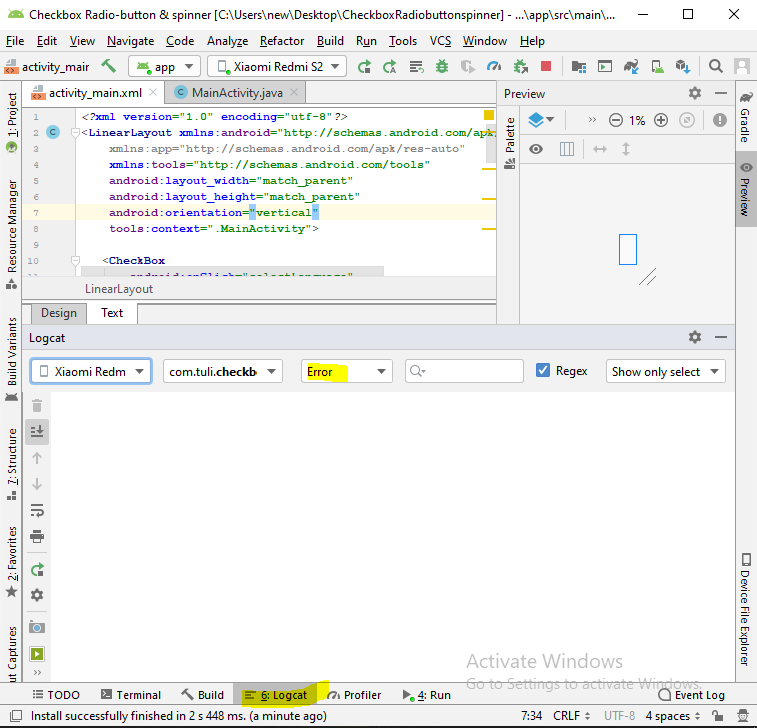 Checkbox Radio-button & spinner [C:\Users\new\Desktop\CheckboxRadiobuttonspinner] - ...\app\src\main\...
File Edit View Navigate Code Analyze Refactor Build Run Tools VCS Window Help
activity_mair app Xiaomi Redmi S2
activity_main.xml MainActivity.java
Preview
1 <?xml version="1.0" encoding="utf-8"?>
2 <LinearLayout xmlns:android="http://schemas.android.com/apk
3 xmlns:app="http://schemas.android.com/apk/res-auto"
4 xmlns:tools="http://schemas.android.com/tools"
5 android:layout_width="match_parent"
6 android:layout_height="match_parent"
7 android:orientation="vertical"
8 tools:context=".MainActivity">
9
10 <CheckBox
LinearLayout
Design Text
Palette
1%
Gradle
Preview
Device File Explorer
1: Project
Resource Manager
Build Variants
7: Structure
2: Favorites
ut Captures
Logcat
Xiaomi Redm com.tuli.checkb Error Regex Show only select
Activate Windows
Go to Settings to activate Windows.
TODO Terminal Build 6: Logcat Profiler 4: Run Event Log
Install successfully finished in 2 s 448 ms. (a minute ago) 7:34 CRLF UTF-8 4 spaces